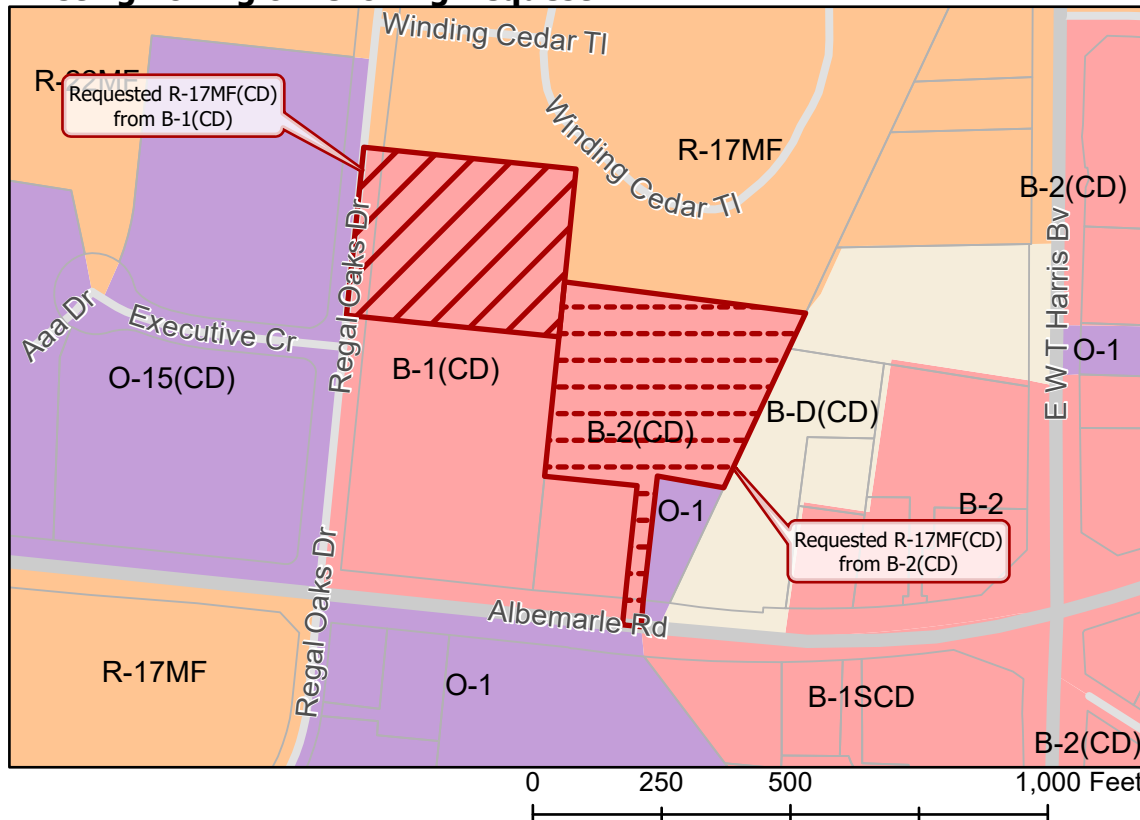 Winding Cedar Tl
R-22MF
Requested R-17MF(CD)
from B-1(CD)
Winding Cedar Tl
R-17MF
B-2(CD)
E W T Harris Bv
Regal Oaks Dr
Aaa Dr
Executive Cr
O-15(CD)
B-1(CD)
O-1
B-D(CD)
B-2(CD)
O-1
B-2
Requested R-17MF(CD)
from B-2(CD)
Regal Oaks Dr
Albemarle Rd
R-17MF
O-1
B-1SCD
B-2(CD)
0 250 500 1,000 Feet